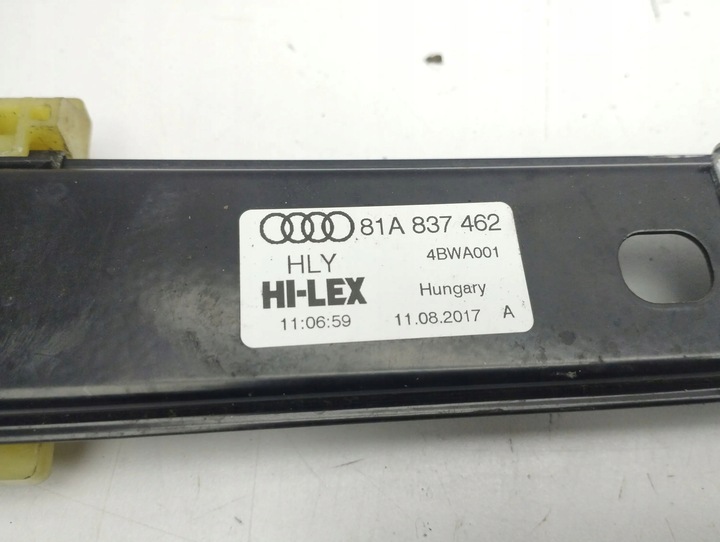 81A 837 462
HLY 4BWA001
HI-LEX Hungary
11:06:59 11.08.2017 A